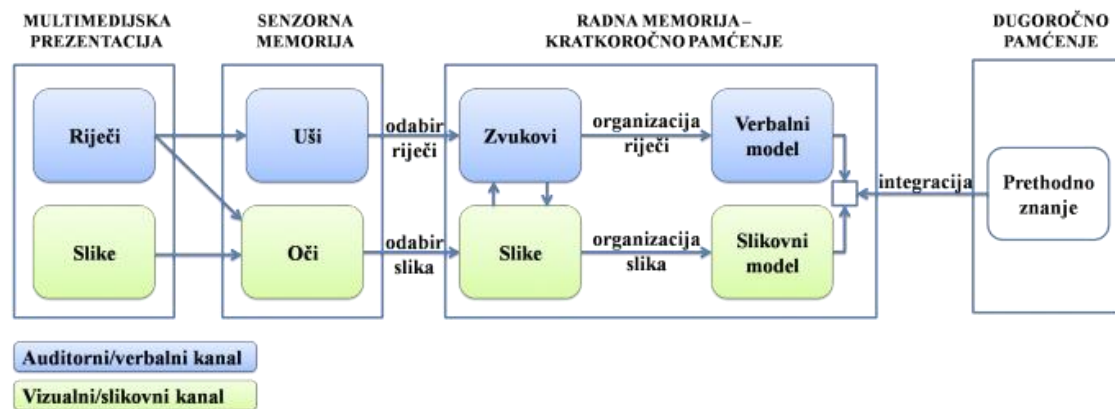 MULTIMEDIJSKA
PREZENTACIJA
SENZORNA
MEMORIJA
RADNA MEMORIJA –
KRATKOROČNO PAMĆENJE
DUGOROČNO
PAMĆENJE
Riječi
Uši
odabir
riječi
Zvukovi
organizacija
riječi
Verbalni
model
integracija
Prethodno
znanje
Slike
Oči
odabir
slika
Slike
organizacija
slika
Slikovni
model
Auditorni/verbalni kanal
Vizualni/slikovni kanal